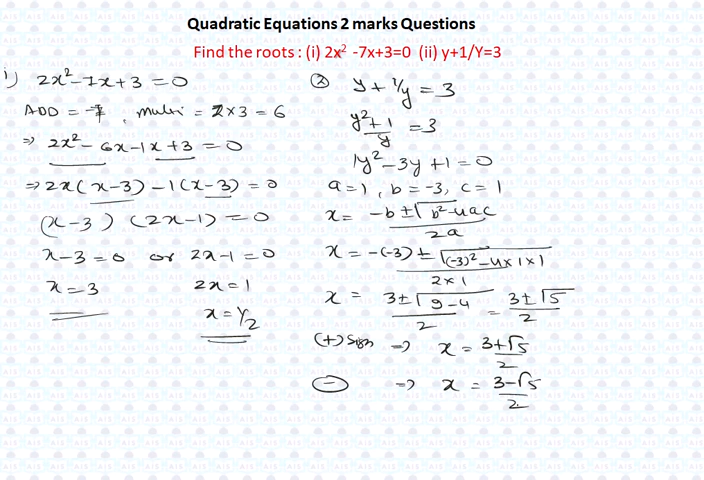 Quadratic Equations 2 marks Questions
Find the roots : (i) 2x² -7x+3=0 (ii) y+1/Y=3
i) 2x²-7x+3=0
ADD = -7, multi = 2×3 = 6
⇒ 2x²-6x-1x+3=0
⇒ 2x(x-3)-1(x-3)=0
(x-3) (2x-1)=0
x-3=0 or 2x-1=0
x=3 2x=1
x=1/2
② y+1/y=3
y²+1/y=3
1y²-3y+1=0
a=1, b=-3, c=1
x= -b±√b²-4ac/2a
x= -(-3)±√(-3)²-4×1×1/2×1
x= 3±√9-4/2 = 3±√5/2
(+) sign ⇒ x = 3+√5/2
(-) ⇒ x = 3-√5/2